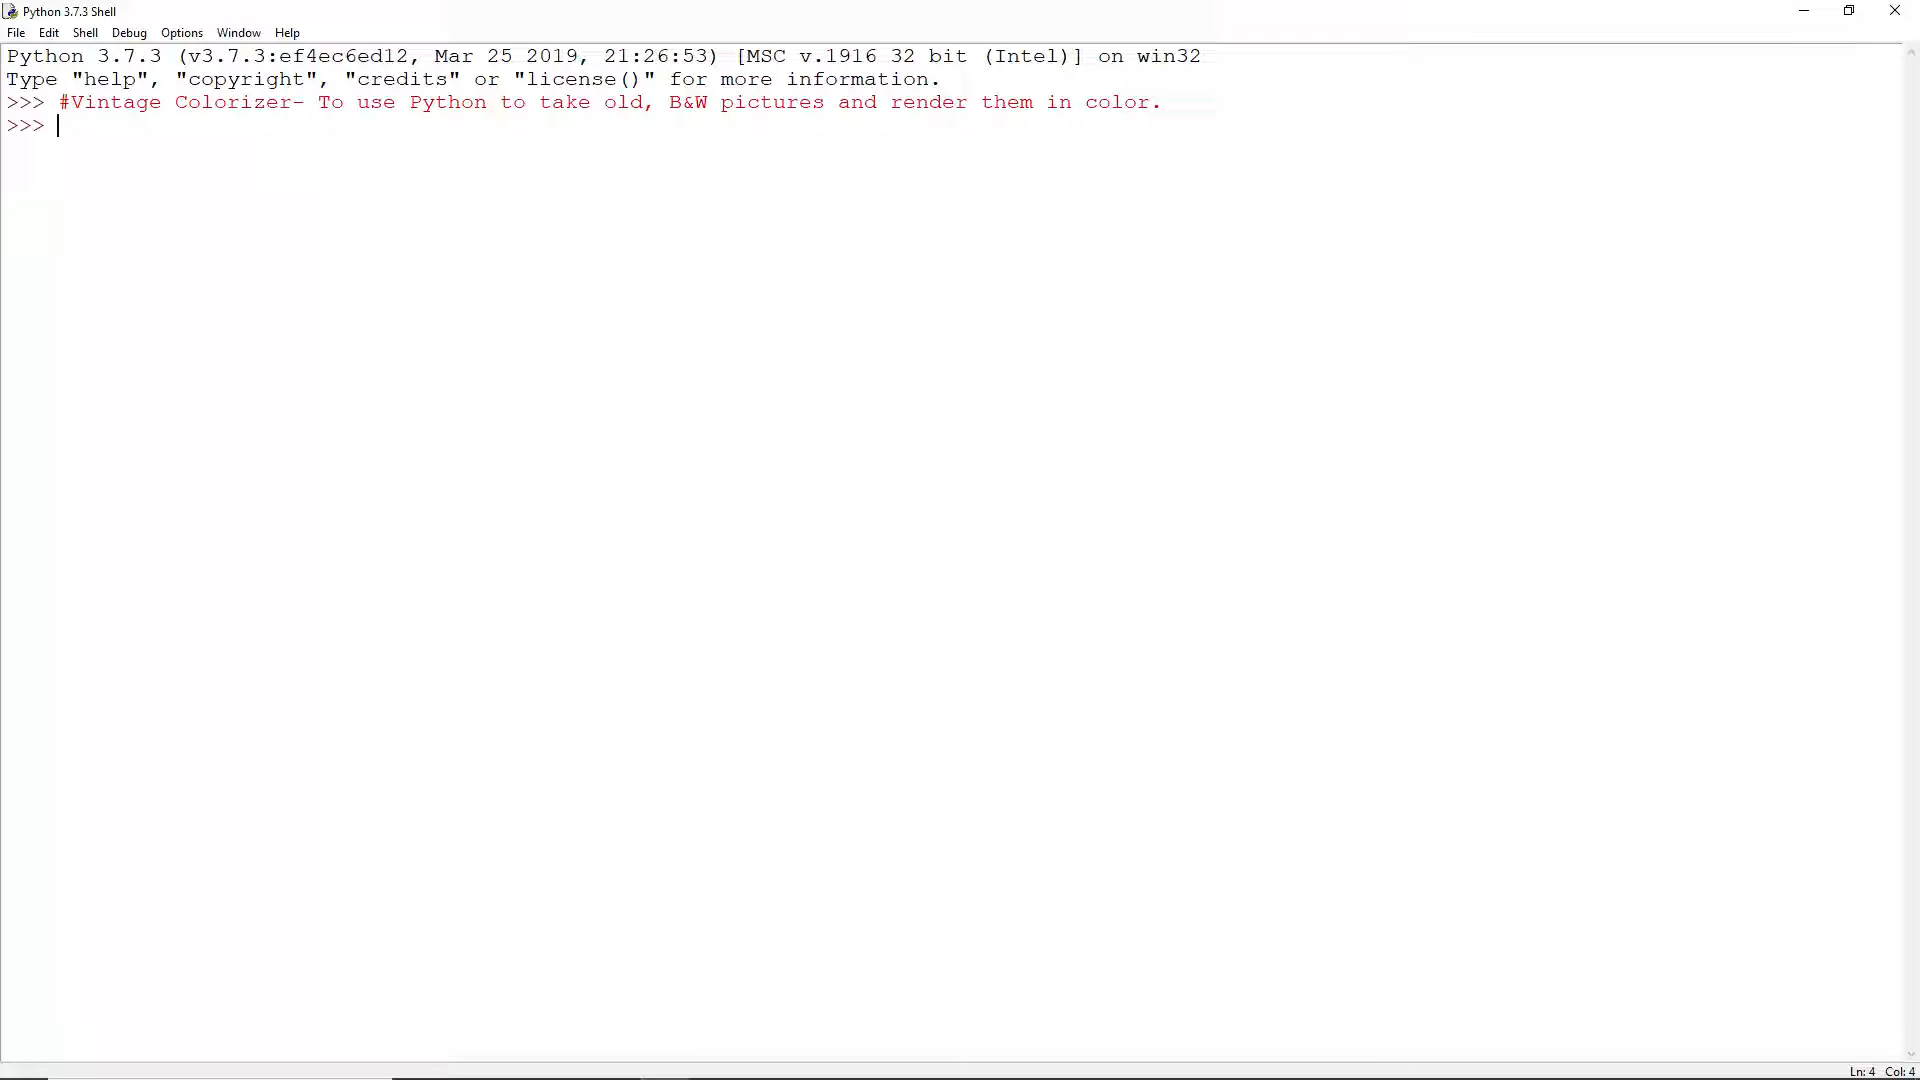 Python 3.7.3 Shell
File Edit Shell Debug Options Window Help
Python 3.7.3 (v3.7.3:ef4ec6ed12, Mar 25 2019, 21:26:53) [MSC v.1916 32 bit (Intel)] on win32
Type "help", "copyright", "credits" or "license()" for more information.
>>> #Vintage Colorizer- To use Python to take old, B&W pictures and render them in color.
>>>
Ln: 4 Col: 4